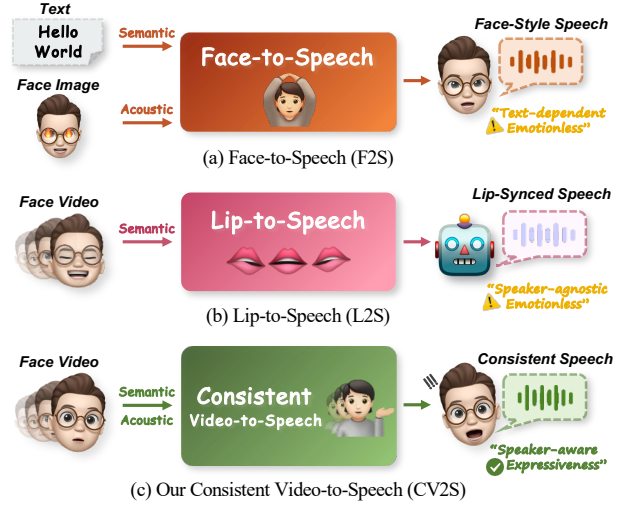 Text
Hello
World
Semantic
Face Image
Acoustic
Face-to-Speech
Face-Style Speech
"Text-dependent
Emotionless"
(a) Face-to-Speech (F2S)
Face Video
Semantic
Lip-to-Speech
Lip-Synced Speech
"Speaker-agnostic
Emotionless"
(b) Lip-to-Speech (L2S)
Face Video
Semantic
Acoustic
Consistent
Video-to-Speech
Consistent Speech
"Speaker-aware
Expressiveness"
(c) Our Consistent Video-to-Speech (CV2S)